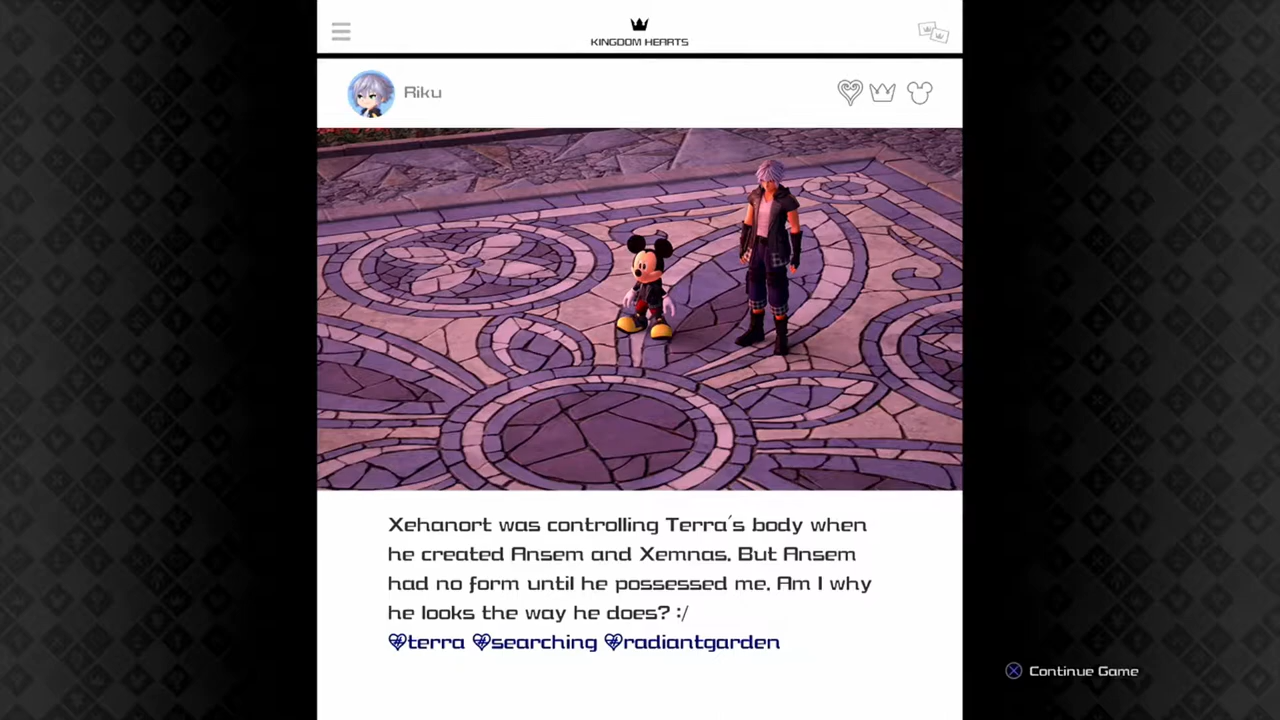 KINGDOM HEARTS
Riku
Xehanort was controlling Terra's body when
he created Ansem and Xemnas. But Ansem
had no form until he possessed me. Am I why
he looks the way he does? :/
#terra #searching #radiantgarden
Continue Game